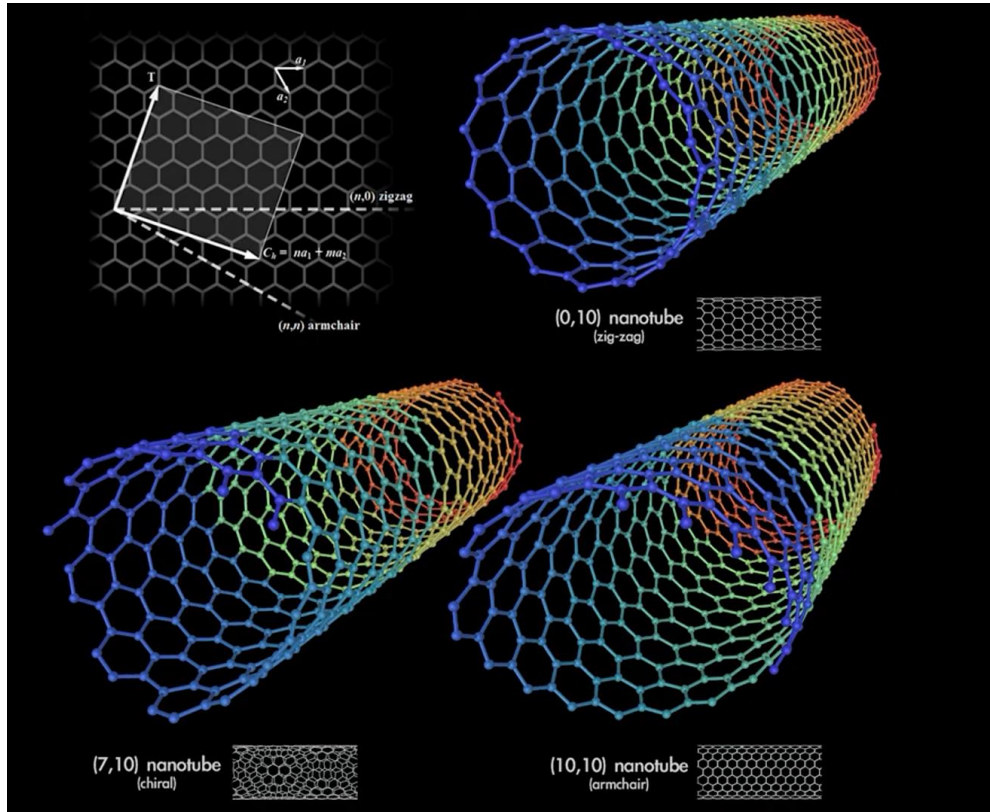 T
a₁
a₂
(n,0) zigzag
Cₕ = na₁ + ma₂
(n,n) armchair
(0,10) nanotube
(zig-zag)
(7,10) nanotube
(chiral)
(10,10) nanotube
(armchair)